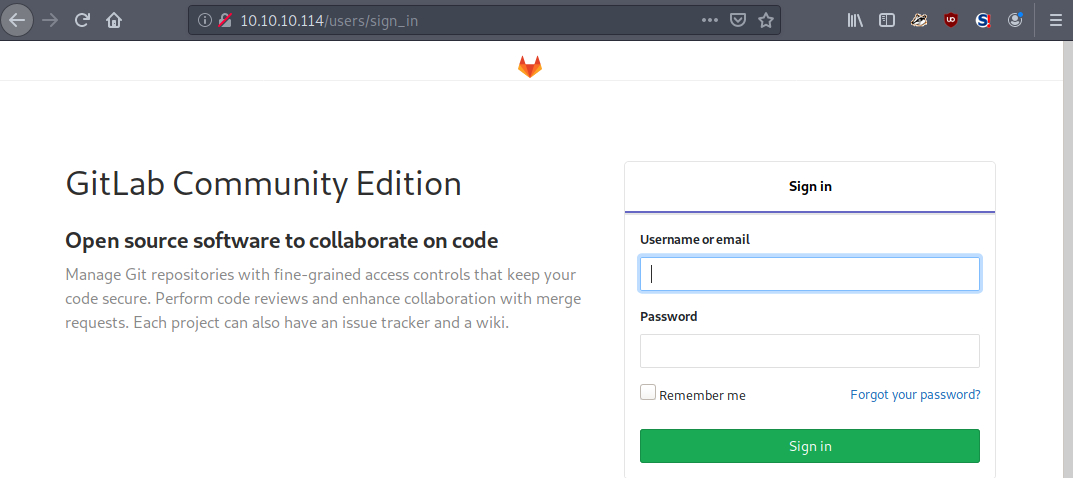 10.10.10.114/users/sign_in
GitLab Community Edition
Open source software to collaborate on code
Manage Git repositories with fine-grained access controls that keep your
code secure. Perform code reviews and enhance collaboration with merge
requests. Each project can also have an issue tracker and a wiki.
Sign in
Username or email
Password
Remember me
Forgot your password?
Sign in